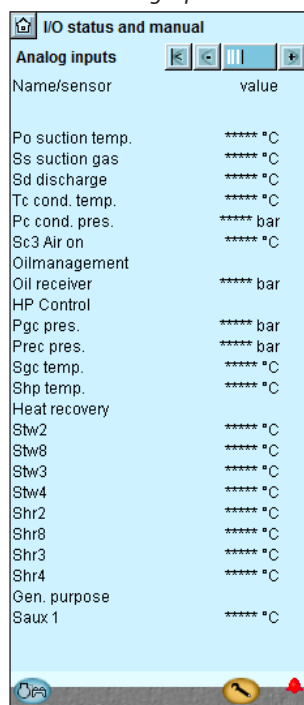 I/O status and manual
Analog inputs
Name/sensor value
Po suction temp. ***** °C
Ss suction gas ***** °C
Sd discharge ***** °C
Tc cond. temp. ***** °C
Pc cond. pres. ***** bar
Sc3 Air on ***** °C
Oilmanagement
Oil receiver ***** bar
HP Control
Pgc pres. ***** bar
Prec pres. ***** bar
Sgc temp. ***** °C
Shp temp. ***** °C
Heat recovery
Stw2 ***** °C
Stw8 ***** °C
Stw3 ***** °C
Stw4 ***** °C
Shr2 ***** °C
Shr8 ***** °C
Shr3 ***** °C
Shr4 ***** °C
Gen. purpose
Saux 1 ***** °C